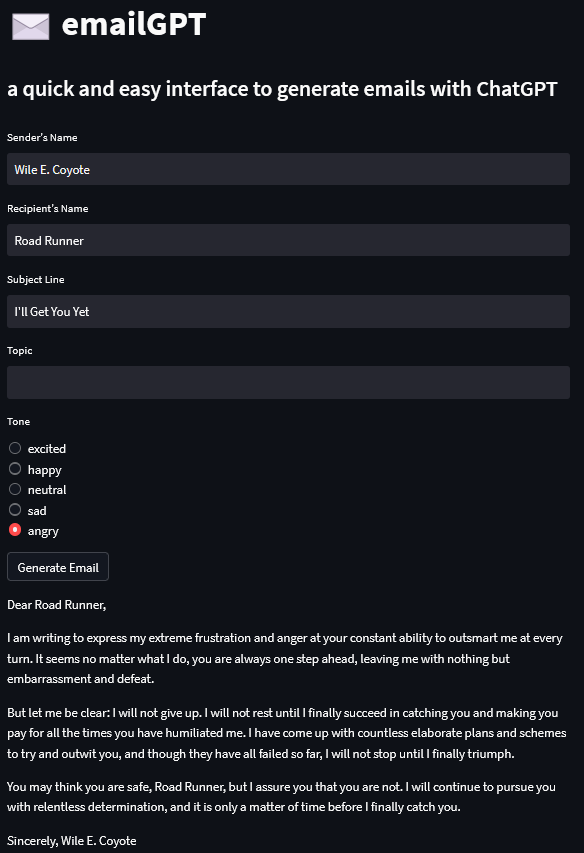 emailGPT
a quick and easy interface to generate emails with ChatGPT
Sender's Name
Wile E. Coyote
Recipient's Name
Road Runner
Subject Line
I'll Get You Yet
Topic
Tone
excited
happy
neutral
sad
angry
Generate Email
Dear Road Runner,
I am writing to express my extreme frustration and anger at your constant ability to outsmart me at every
turn. It seems no matter what I do, you are always one step ahead, leaving me with nothing but
embarrassment and defeat.
But let me be clear: I will not give up. I will not rest until I finally succeed in catching you and making you
pay for all the times you have humiliated me. I have come up with countless elaborate plans and schemes
to try and outwit you, and though they have all failed so far, I will not stop until I finally triumph.
You may think you are safe, Road Runner, but I assure you that you are not. I will continue to pursue you
with relentless determination, and it is only a matter of time before I finally catch you.
Sincerely, Wile E. Coyote